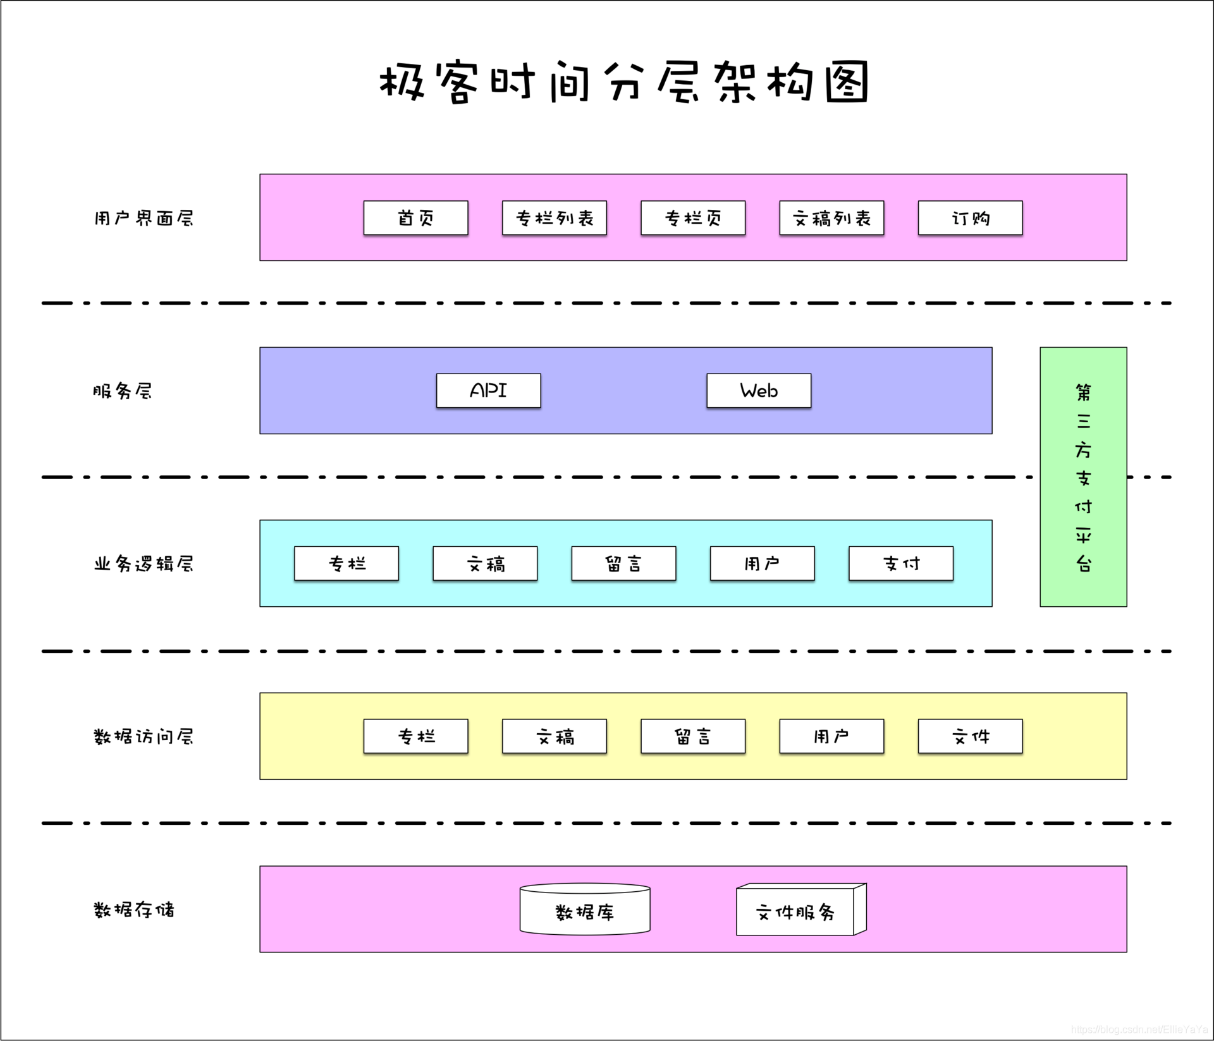 极客时间分层架构图
用户界面层
首页
专栏列表
专栏页
文稿列表
订购
服务层
API
Web
第三方支付平台
业务逻辑层
专栏
文稿
留言
用户
支付
数据访问层
专栏
文稿
留言
用户
文件
数据存储
数据库
文件服务
https://blog.csdn.net/EllieYaYa